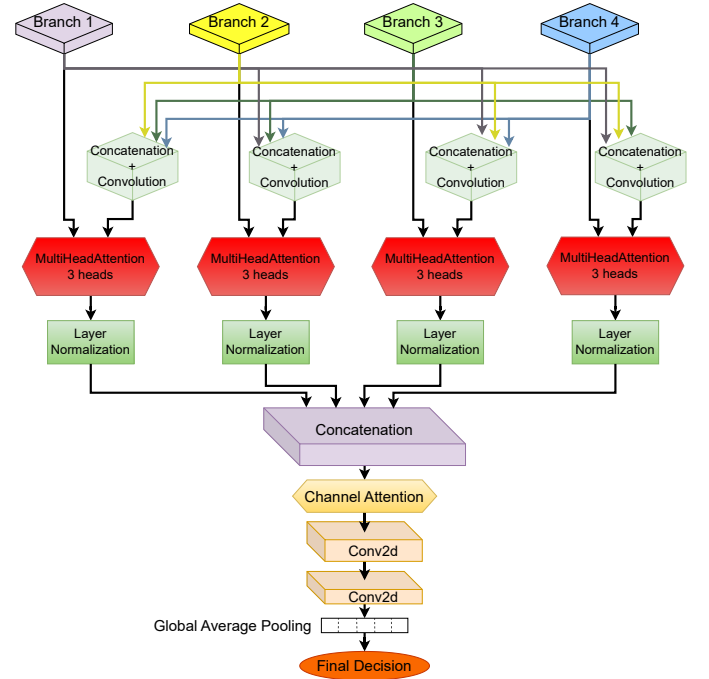 Branch 1
Branch 2
Branch 3
Branch 4
Concatenation
+
Convolution
Concatenation
+
Convolution
Concatenation
+
Convolution
Concatenation
+
Convolution
MultiHeadAttention
3 heads
MultiHeadAttention
3 heads
MultiHeadAttention
3 heads
MultiHeadAttention
3 heads
Layer
Normalization
Layer
Normalization
Layer
Normalization
Layer
Normalization
Concatenation
Channel Attention
Conv2d
Conv2d
Global Average Pooling
Final Decision